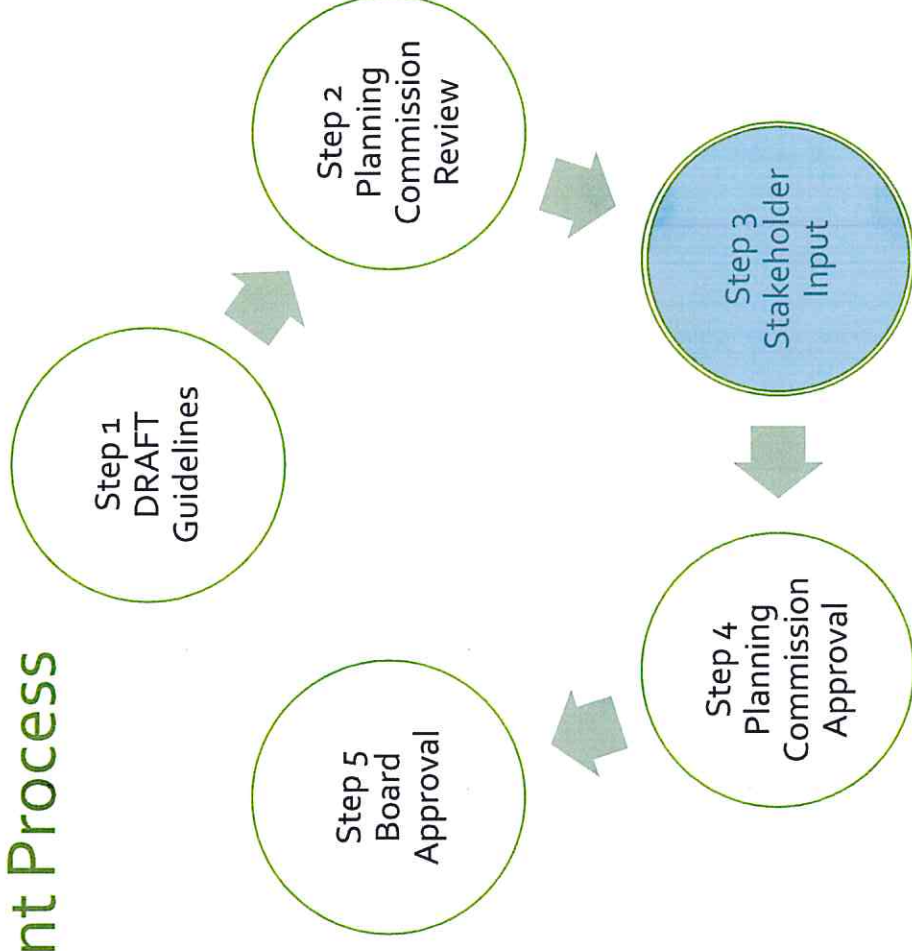 nt Process
Step 1
DRAFT
Guidelines
Step 2
Planning
Commission
Review
Step 3
Stakeholder
Input
Step 4
Planning
Commission
Approval
Step 5
Board
Approval